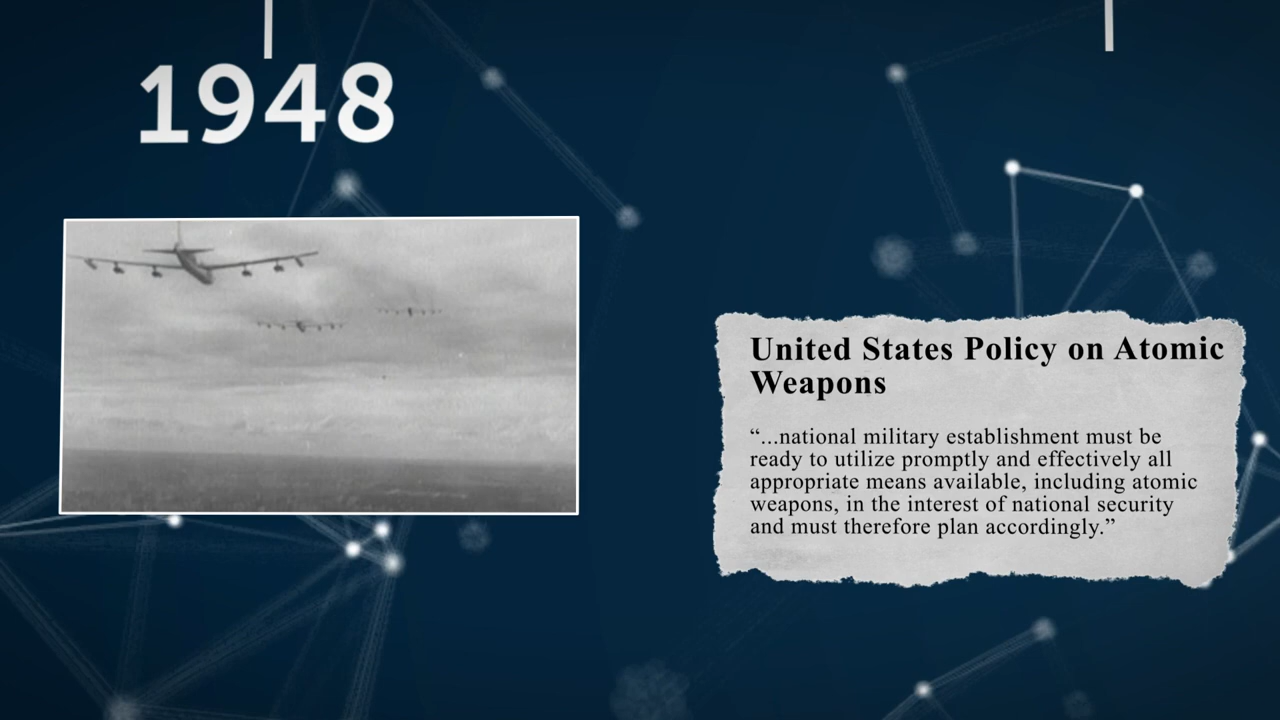 1948
United States Policy on Atomic
Weapons
“...national military establishment must be
ready to utilize promptly and effectively all
appropriate means available, including atomic
weapons, in the interest of national security
and must therefore plan accordingly.”